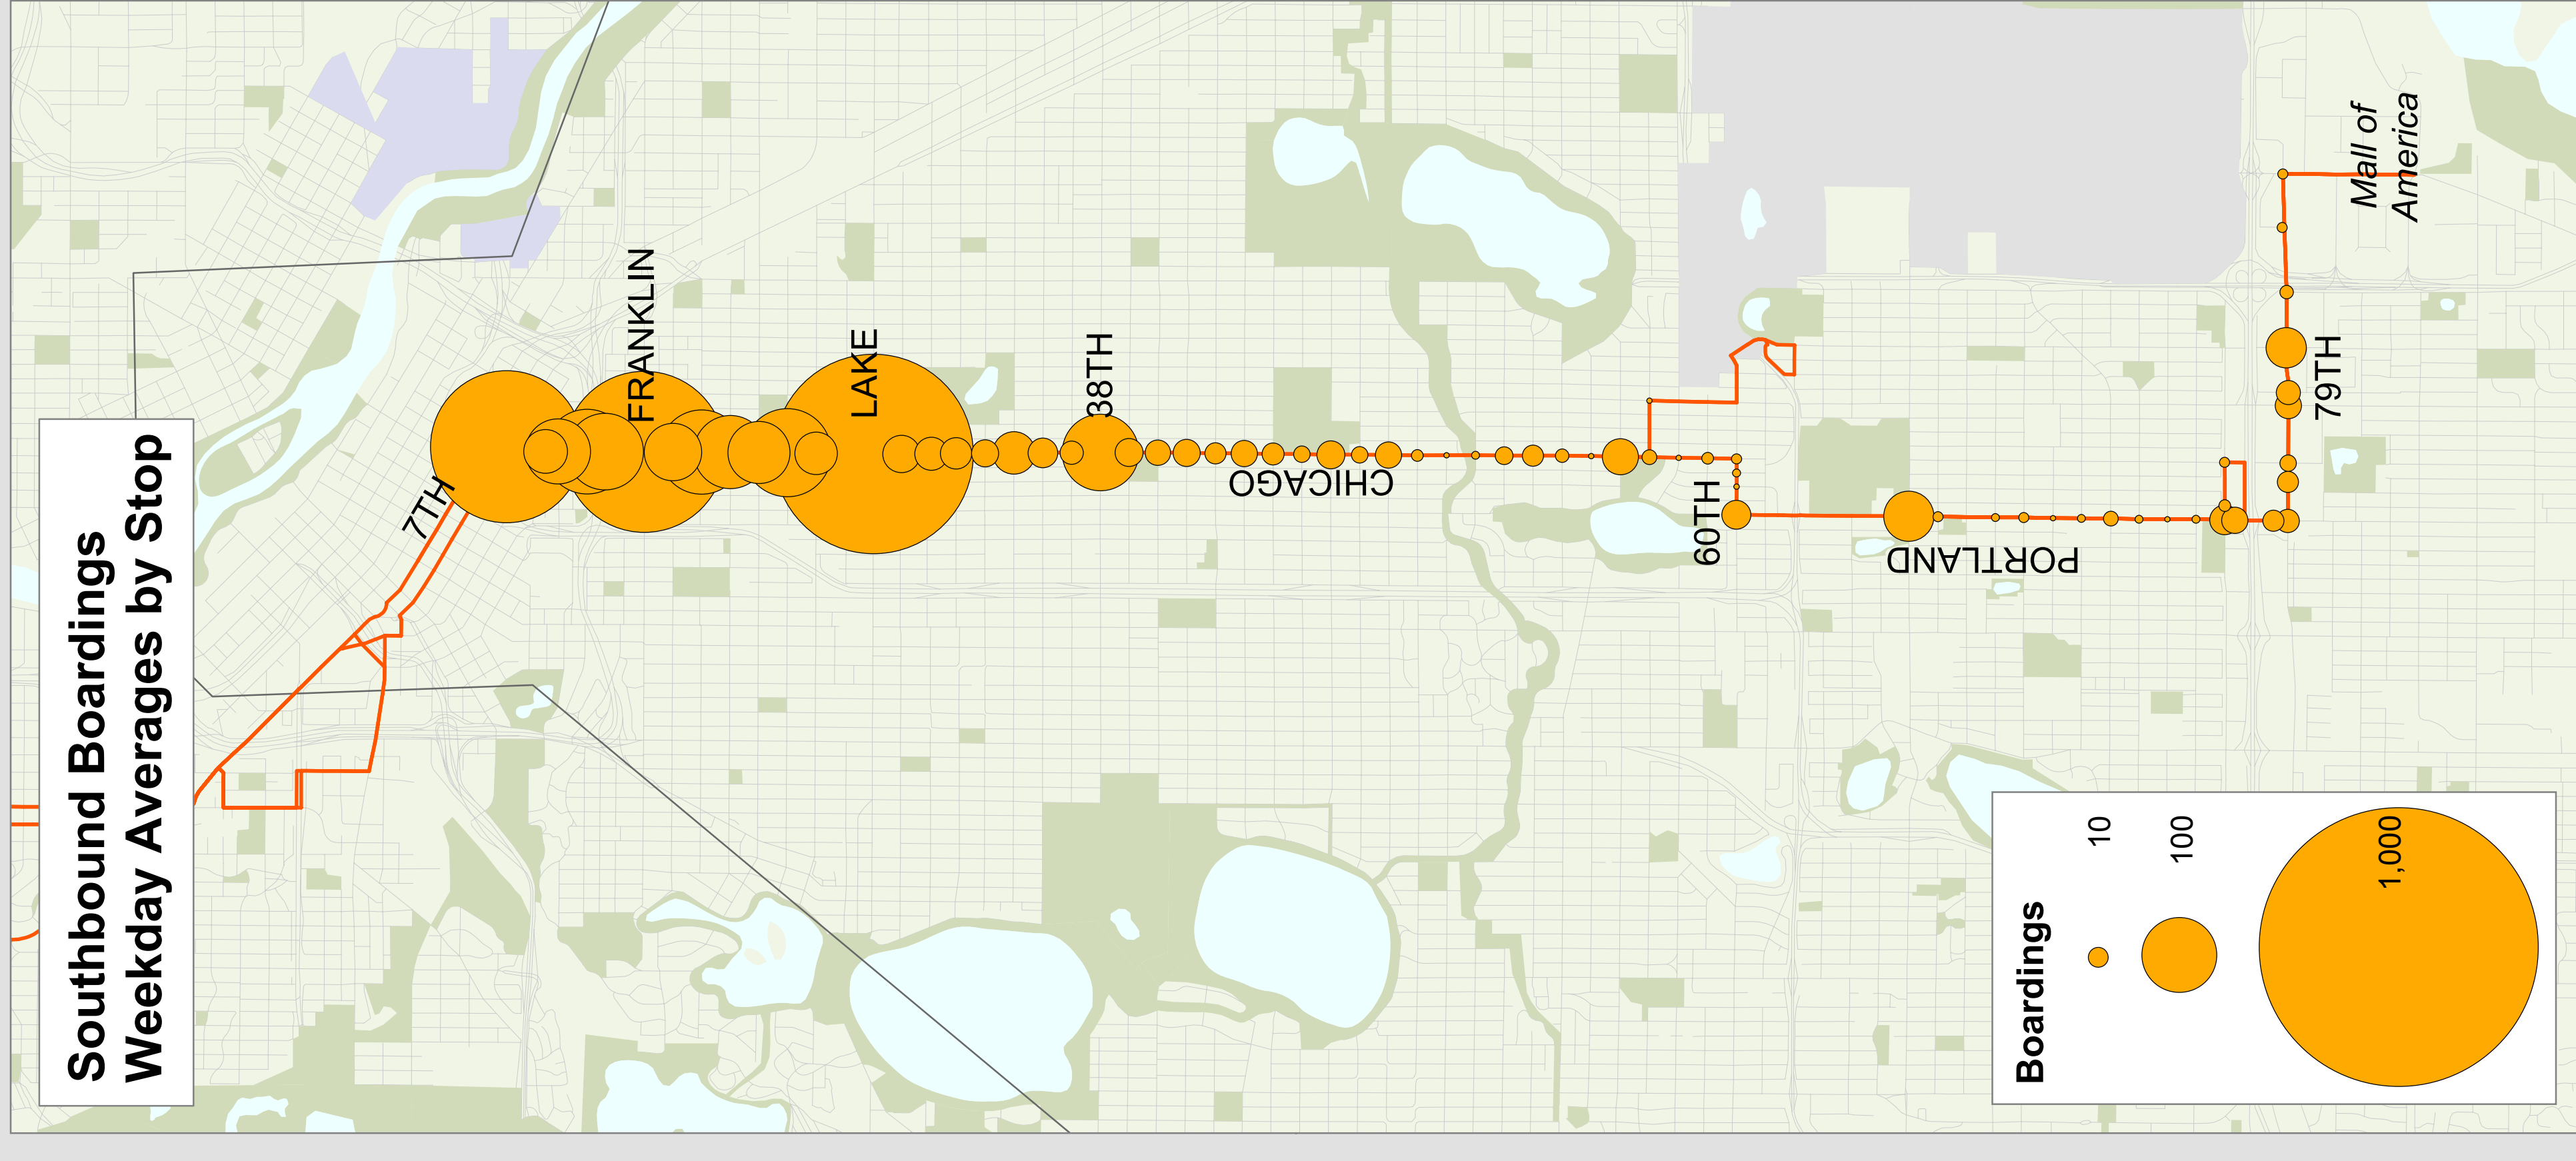 Southbound Boardings
Weekday Averages by Stop
7TH
FRANKLIN
LAKE
38TH
CHICAGO
60TH
PORTLAND
79TH
Mall of
America
Boardings
10
100
1,000